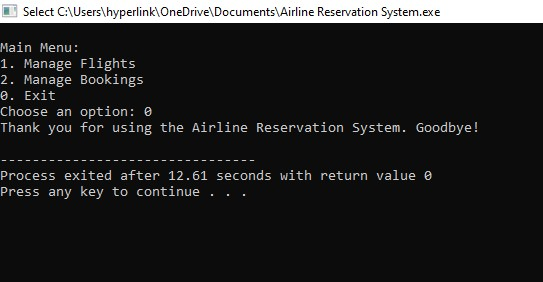 Select C:\Users\hyperlink\OneDrive\Documents\Airline Reservation System.exe
Main Menu:
1. Manage Flights
2. Manage Bookings
0. Exit
Choose an option: 0
Thank you for using the Airline Reservation System. Goodbye!
--------------------------------
Process exited after 12.61 seconds with return value 0
Press any key to continue . . .